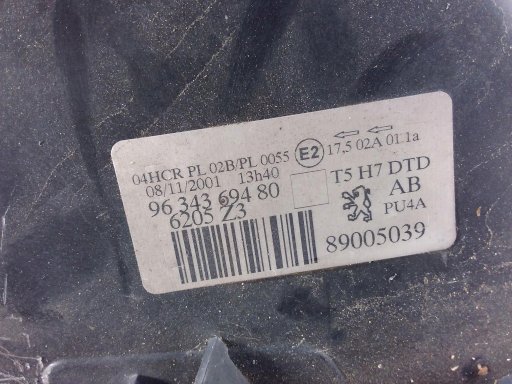 04HCR PL 02B/PL 0055 E2 17,5 02A 01 1a
08/11/2001 13h40 T5 H7 DTD
96 343 694 80 AB
6205 Z3 PU4A
89005039